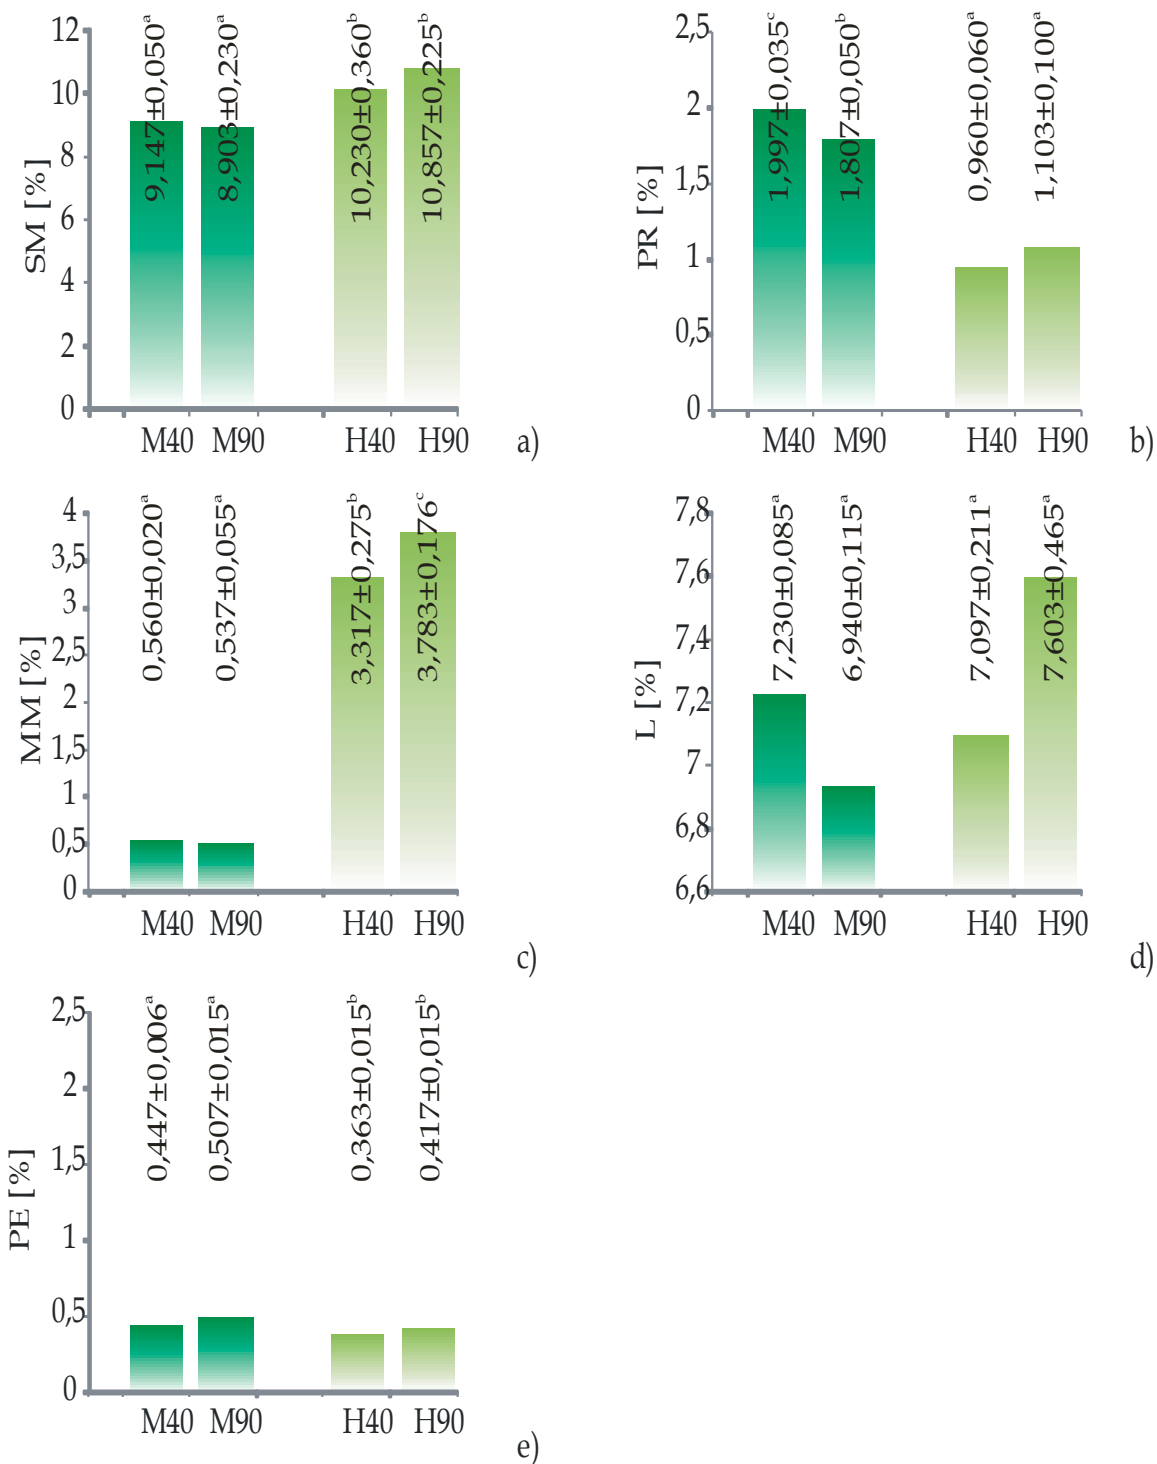 SM [%]
12
10
8
6
4
2
0
9,147±0,050ᵃ
8,903±0,230ᵃ
10,230±0,360ᵇ
10,857±0,225ᵇ
M40
M90
H40
H90
a)
PR [%]
2,5
2
1,5
1
0,5
0
1,997±0,035ᶜ
1,807±0,050ᵇ
0,960±0,060ᵃ
1,103±0,100ᵃ
M40
M90
H40
H90
b)
MM [%]
4
3,5
3
2,5
2
1,5
1
0,5
0
0,560±0,020ᵃ
0,537±0,055ᵃ
3,317±0,275ᵇ
3,783±0,176ᶜ
M40
M90
H40
H90
c)
L [%]
7,8
7,6
7,4
7,2
7
6,8
6,6
7,230±0,085ᵃ
6,940±0,115ᵃ
7,097±0,211ᵃ
7,603±0,465ᵃ
M40
M90
H40
H90
d)
PE [%]
2,5
2
1,5
1
0,5
0
0,447±0,006ᵃ
0,507±0,015ᵃ
0,363±0,015ᵇ
0,417±0,015ᵇ
M40
M90
H40
H90
e)